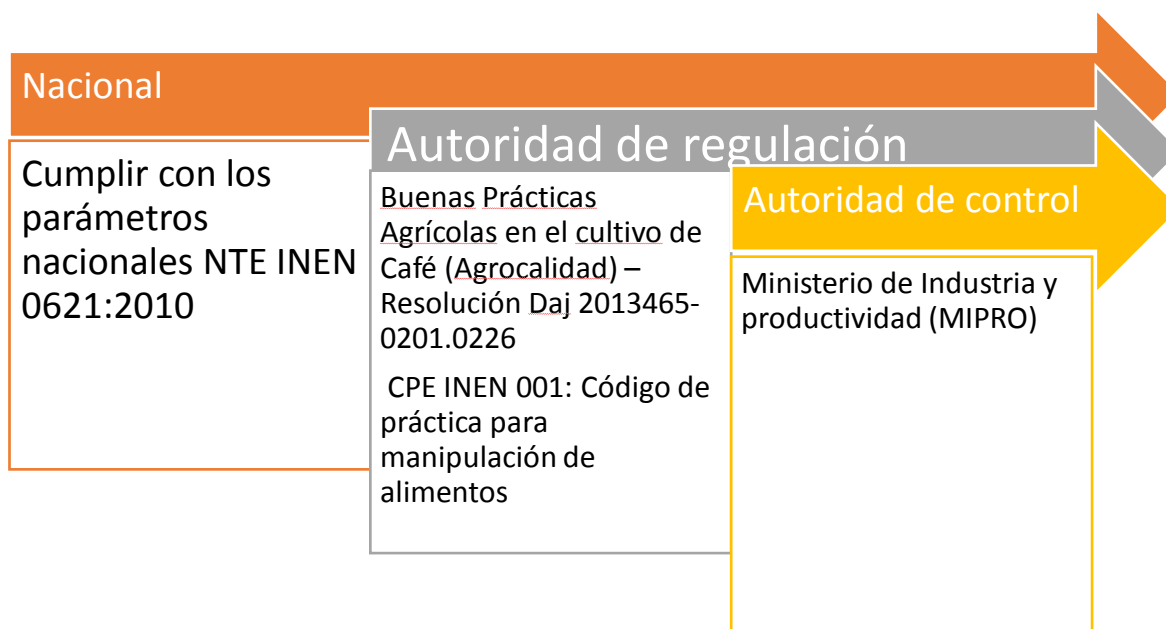 Nacional
Cumplir con los
parámetros
nacionales NTE INEN
0621:2010
Autoridad de regulación
Buenas Prácticas
Agrícolas en el cultivo de
Café (Agrocalidad) –
Resolución Daj 2013465-
0201.0226
CPE INEN 001: Código de
práctica para
manipulación de
alimentos
Autoridad de control
Ministerio de Industria y
productividad (MIPRO)